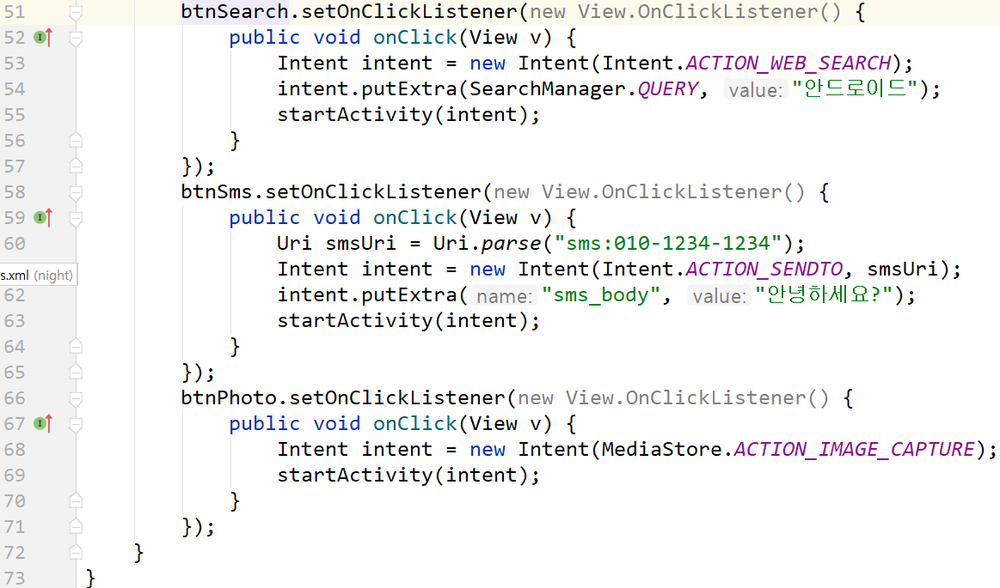 51 btnSearch.setOnClickListener(new View.OnClickListener() {
52 public void onClick(View v) {
53 Intent intent = new Intent(Intent.ACTION_WEB_SEARCH);
54 intent.putExtra(SearchManager.QUERY, value: "안드로이드");
55 startActivity(intent);
56 }
57 });
58 btnSms.setOnClickListener(new View.OnClickListener() {
59 public void onClick(View v) {
60 Uri smsUri = Uri.parse("sms:010-1234-1234");
s.xml (night) Intent intent = new Intent(Intent.ACTION_SENDTO, smsUri);
62 intent.putExtra( name: "sms_body", value: "안녕하세요?");
63 startActivity(intent);
64 }
65 });
66 btnPhoto.setOnClickListener(new View.OnClickListener() {
67 public void onClick(View v) {
68 Intent intent = new Intent(MediaStore.ACTION_IMAGE_CAPTURE);
69 startActivity(intent);
70 }
71 });
72 }
73 }